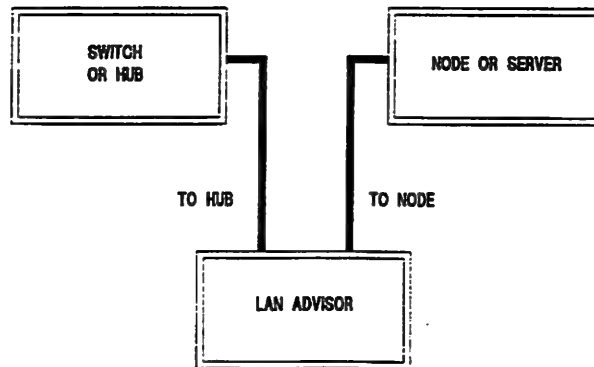 SWITCH
OR HUB
NODE OR SERVER
TO HUB
TO NODE
LAN ADVISOR